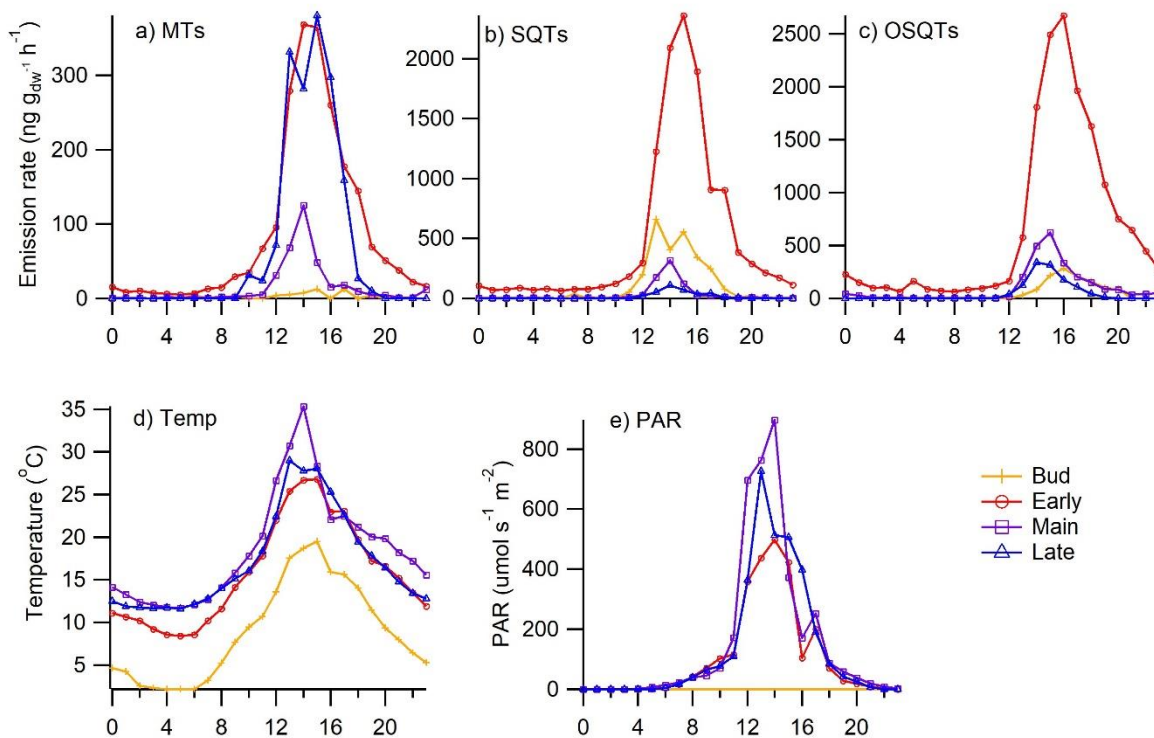 a) MTs
b) SQTs
c) OSQTs
Emission rate (ng g_dw^-1 h^-1)
300
200
100
0
2000
1500
1000
500
0
2500
2000
1500
1000
500
0
0 4 8 12 16 20
0 4 8 12 16 20
0 4 8 12 16 20
d) Temp
e) PAR
Temperature (°C)
35
30
25
20
15
10
5
PAR (umol s^-1 m^-2)
800
600
400
200
0
Bud
Early
Main
Late
0 4 8 12 16 20
0 4 8 12 16 20